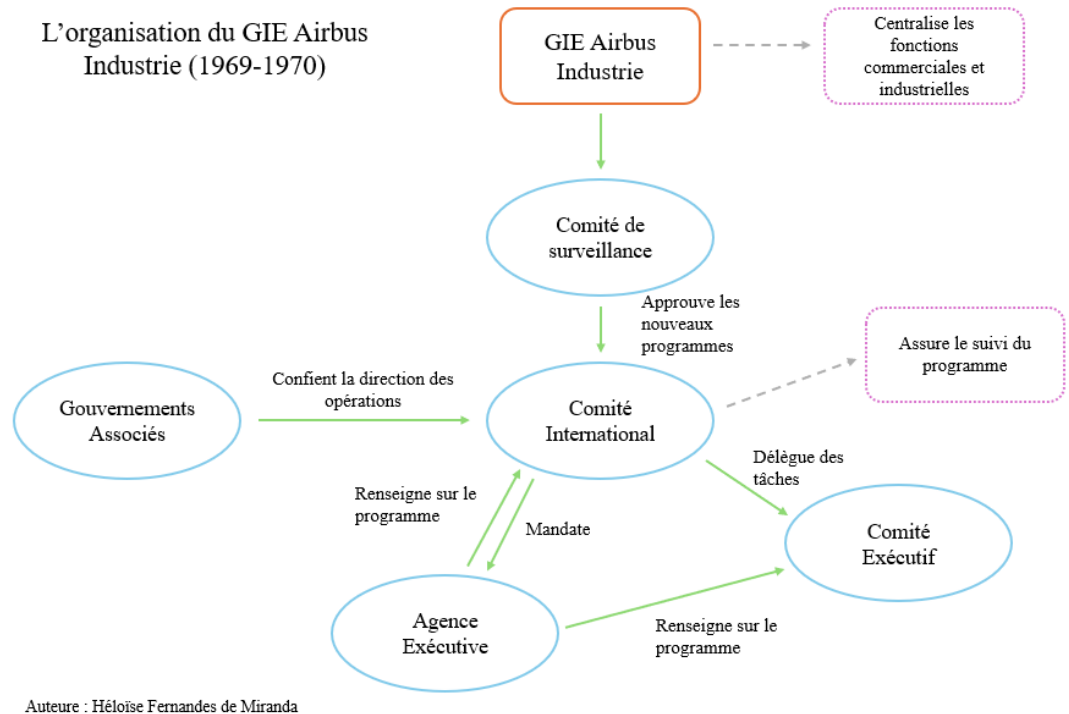 L’organisation du GIE Airbus
Industrie (1969-1970)
GIE Airbus
Industrie
Centralise les
fonctions
commerciales et
industrielles
Comité de
surveillance
Approuve les
nouveaux
programmes
Assure le suivi du
programme
Confient la direction des
opérations
Gouvernements
Associés
Comité
International
Délègue des
tâches
Renseigne sur le
programme
Mandate
Comité
Exécutif
Agence
Exécutive
Renseigne sur le
programme
Auteure : Héloïse Fernandes de Miranda